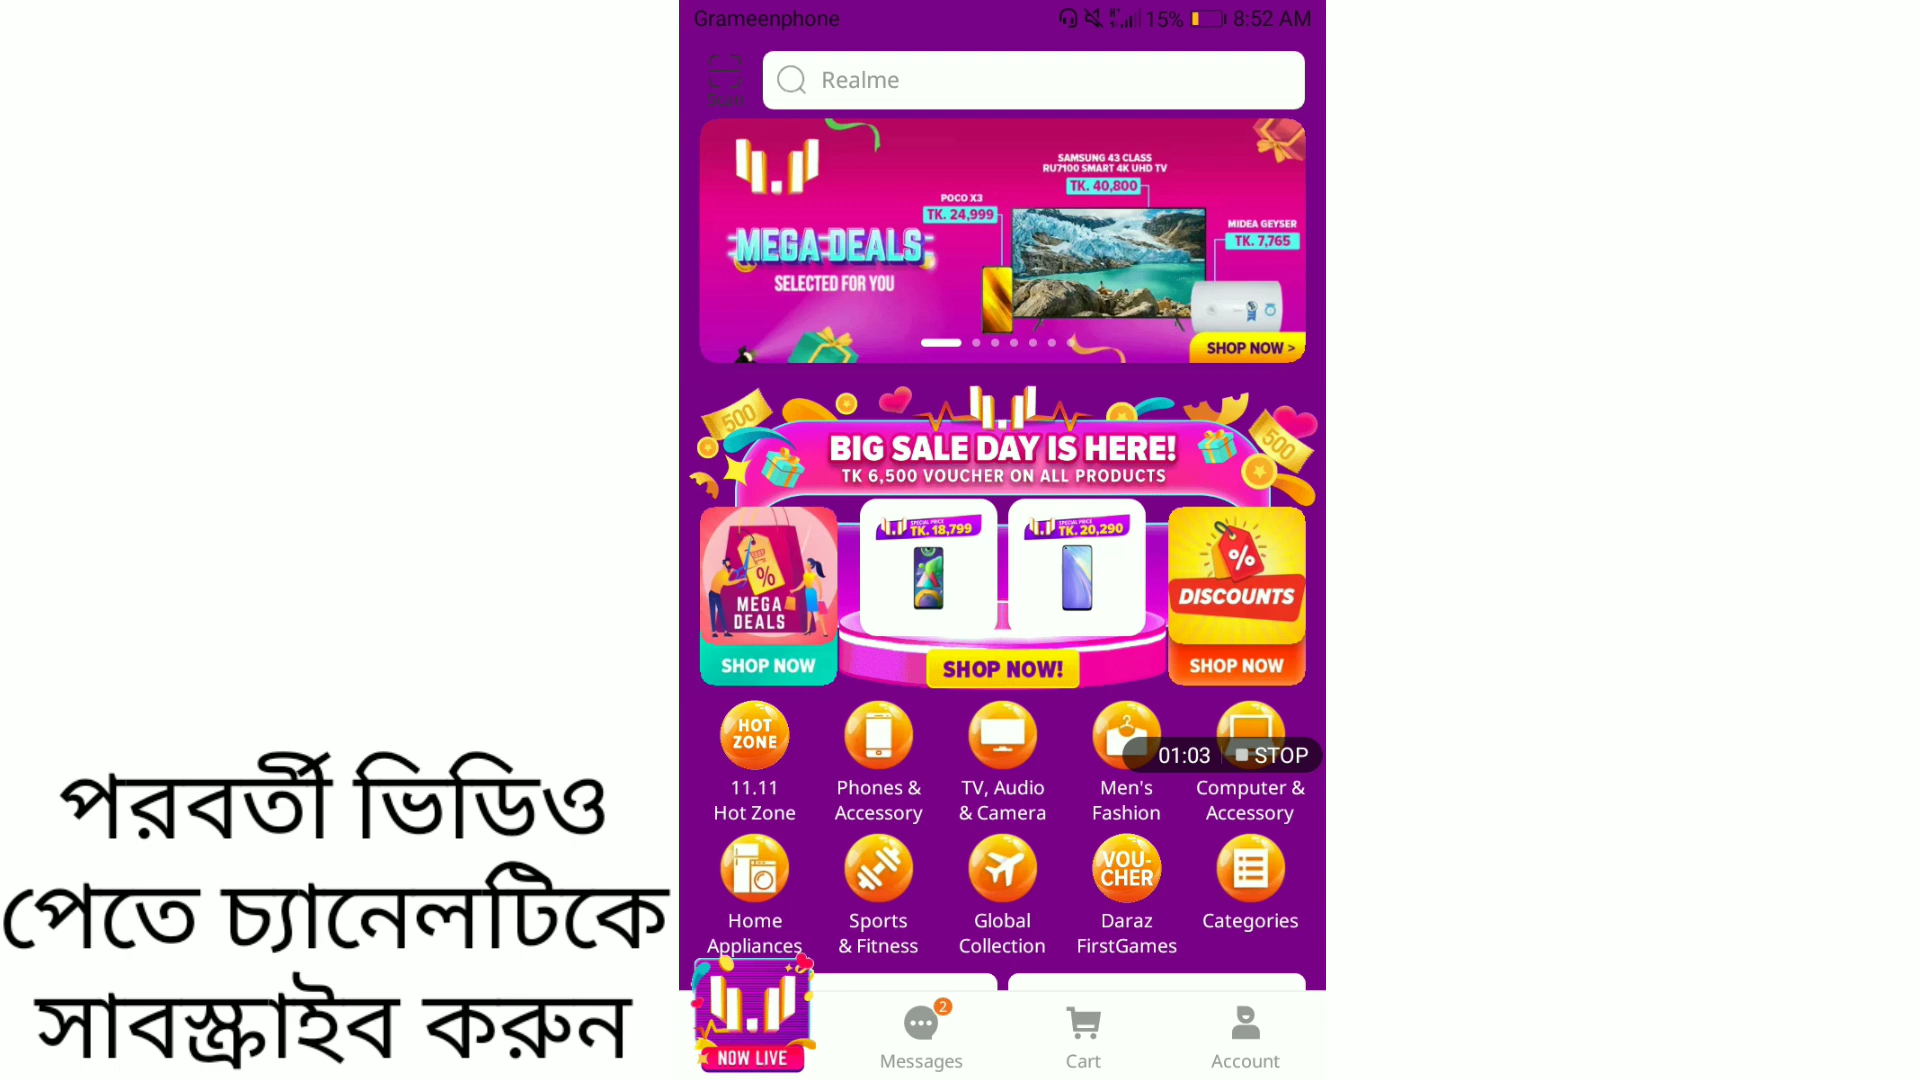 Grameenphone
15% 8:52 AM
Realme
SAMSUNG 43 CLASS
RU7100 SMART 4K UHD TV
TK. 40,800
POCO X3
TK. 24,999
MIDEA GEYSER
TK. 7,765
MEGA DEALS
SELECTED FOR YOU
SHOP NOW >
500
500
BIG SALE DAY IS HERE!
TK 6,500 VOUCHER ON ALL PRODUCTS
SPECIAL PRICE
TK. 18,799
SPECIAL PRICE
TK. 20,290
MEGA
DEALS
SHOP NOW
SHOP NOW!
DISCOUNTS
SHOP NOW
HOT
ZONE
01:03 STOP
11.11
Hot Zone
Phones &
Accessory
TV, Audio
& Camera
Men's
Fashion
Computer &
Accessory
VOU-
CHER
Home
Appliances
Sports
& Fitness
Global
Collection
Daraz
FirstGames
Categories
NOW LIVE
2
Messages
Cart
Account
পরবর্তী ভিডিও
পেতে চ্যানেলটিকে
সাবস্ক্রাইব করুন